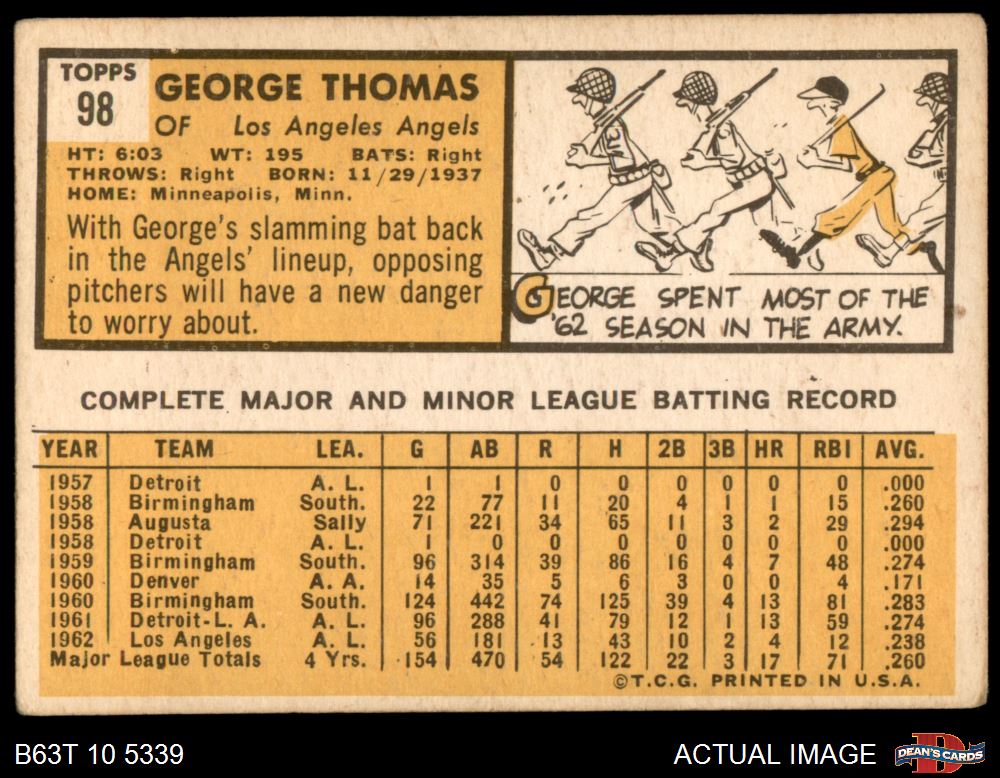 TOPPS
98
GEORGE THOMAS
OF Los Angeles Angels
HT: 6:03 WT: 195 BATS: Right
THROWS: Right BORN: 11/29/1937
HOME: Minneapolis, Minn.
With George's slamming bat back
in the Angels' lineup, opposing
pitchers will have a new danger
to worry about.
GEORGE SPENT MOST OF THE
'62 SEASON IN THE ARMY.
COMPLETE MAJOR AND MINOR LEAGUE BATTING RECORD
YEAR TEAM LEA. G AB R H 2B 3B HR RBI AVG.
1957 Detroit A. L. 1 1 0 0 0 0 0 0 .000
1958 Birmingham South. 22 77 11 20 4 1 1 15 .260
1958 Augusta Sally 71 221 34 65 11 3 2 29 .294
1958 Detroit A. L. 1 0 0 0 0 0 0 0 .000
1959 Birmingham South. 96 314 39 86 16 4 7 48 .274
1960 Denver A. A. 14 35 5 6 3 0 0 4 .171
1960 Birmingham South. 124 442 74 125 39 4 13 81 .283
1961 Detroit-L. A. A. L. 96 288 41 79 12 1 13 59 .274
1962 Los Angeles A. L. 56 181 13 43 10 2 4 12 .238
Major League Totals 4 Yrs. 154 470 54 122 22 3 17 71 .260
©T.C.G. PRINTED IN U.S.A.
B63T 10 5339
ACTUAL IMAGE
DEAN'S CARDS